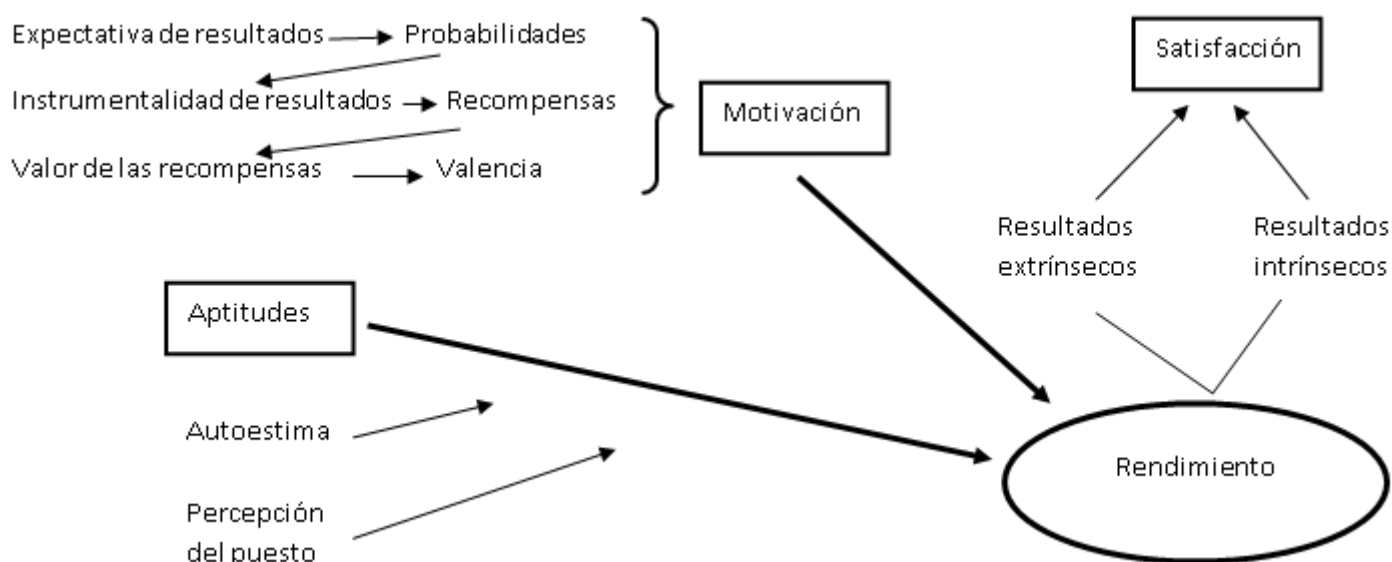 Expectativa de resultados Probabilidades
Instrumentalidad de resultados Recompensas
Valor de las recompensas Valencia
Motivación
Satisfacción
Resultados
extrínsecos
Resultados
intrínsecos
Aptitudes
Autoestima
Percepción
del puesto
Rendimiento